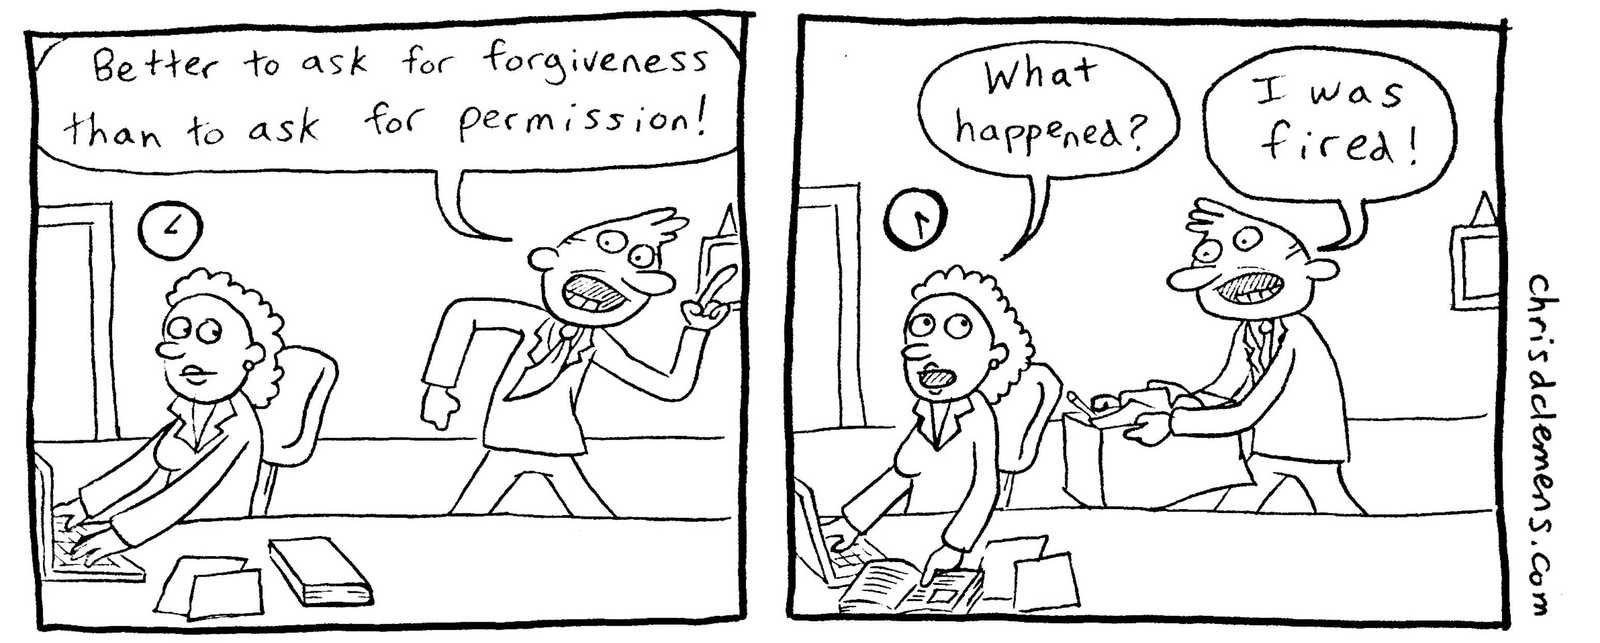 Better to ask for forgiveness
than to ask for permission!
What
happened?
I was
fired!
chrisdclemens.com